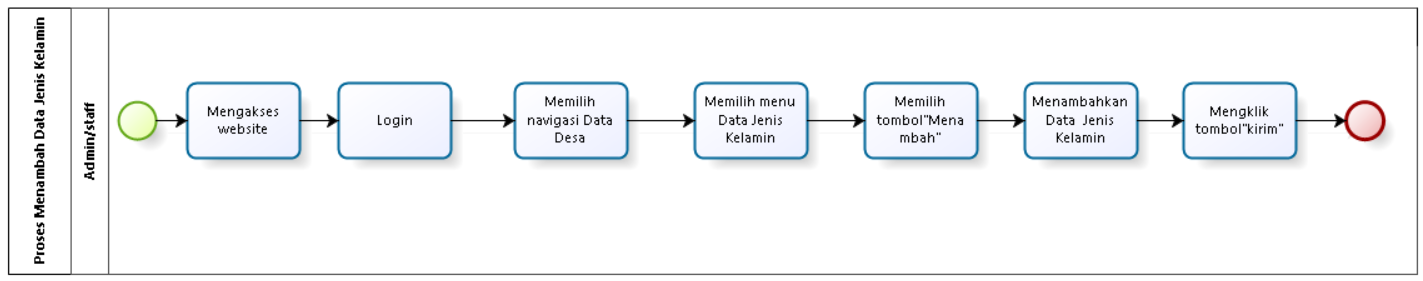 Proses Menambah Data Jenis Kelamin
Admin/staff
Mengakses
website
Login
Memilih
navigasi Data
Desa
Memilih menu
Data Jenis
Kelamin
Memilih
tombol"Mena
mbah"
Menambahkan
Data  Jenis
Kelamin
Mengklik
tombol"kirim"